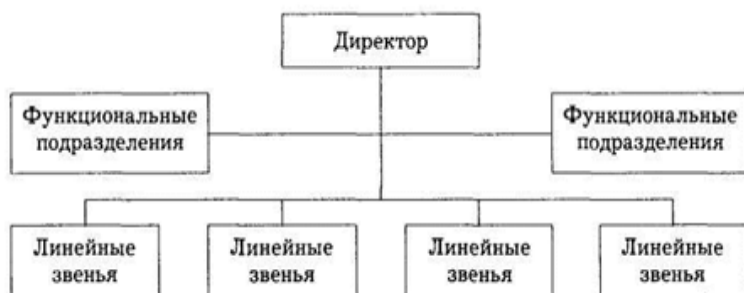 Директор
Функциональные
подразделения
Функциональные
подразделения
Линейные
звенья
Линейные
звенья
Линейные
звенья
Линейные
звенья